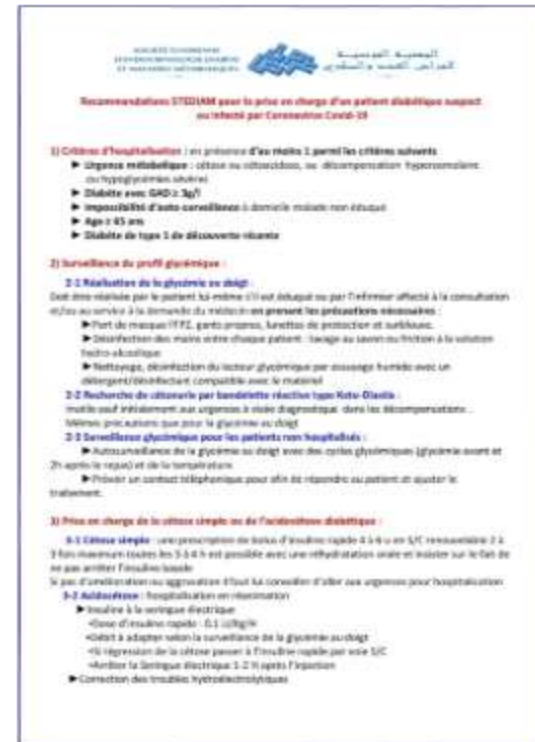 SOCIÉTÉ TUNISIENNE
D'ENDOCRINOLOGIE DIABÈTE
ET MALADIES MÉTABOLIQUES
الجمعية التونسية
لأمراض الغدد والسكري
Recommandations STEDIAM pour la prise en charge d'un patient diabétique suspect
ou infecté par Coronavirus Covid-19
1) Critères d'hospitalisation : en présence d'au moins 1 parmi les critères suivants
► Urgence métabolique : cétose ou cétoacidose, ou décompensation hyperosmolaire
ou hypoglycémies sévères
► Diabète avec GAD ≥ 3g/l
► Impossibilité d'auto-surveillance à domicile malade non éduqué
► Age ≥ 65 ans
► Diabète de type 1 de découverte récente
2) Surveillance du profil glycémique :
2-1 Réalisation de la glycémie au doigt :
Doit être réalisée par le patient lui-même s'il est éduqué ou par l'infirmier affecté à la consultation
et/ou au service à la demande du médecin en prenant les précautions nécessaires :
►Port de masque FFP2, gants propres, lunettes de protection et surblouse.
►Désinfection des mains entre chaque patient : lavage au savon ou friction à la solution
hydro-alcoolique
►Nettoyage, désinfection du lecteur glycémique par essuyage humide avec un
détergent/désinfectant compatible avec le matériel
2-2 Recherche de cétonurie par bandelette réactive type Keto-Diastix :
inutile sauf initialement aux urgences à visée diagnostique dans les décompensations .
Mêmes précautions que pour la glycémie au doigt
2-3 Surveillance glycémique pour les patients non hospitalisés :
►Autosurveillance de la glycémie au doigt avec des cycles glycémiques (glycémie avant et
2h après le repas) et de la température
►Prévoir un contact téléphonique pour afin de répondre au patient et ajuster le
traitement.
3) Prise en charge de la cétose simple ou de l'acidocétose diabétique :
3-1 Cétose simple : une prescription de bolus d'insuline rapide 4 à 6 u en S/C renouvelable 2 à
3 fois maximum toutes les 3 à 4 h est possible avec une réhydratation orale et insister sur le fait de
ne pas arrêter l'insuline basale
Si pas d'amélioration ou aggravation il faut lui conseiller d'aller aux urgences pour hospitalisation
3-2 Acidocétose : hospitalisation en réanimation
►Insuline à la seringue électrique
•Dose d'insuline rapide : 0.1 U/Kg/H
•Débit à adapter selon la surveillance de la glycémie au doigt
•Si régression de la cétose passer à l'insuline rapide par voie S/C
•Arrêter la Seringue électrique 1-2 H après l'injection
►Correction des troubles hydroélectrolytiques